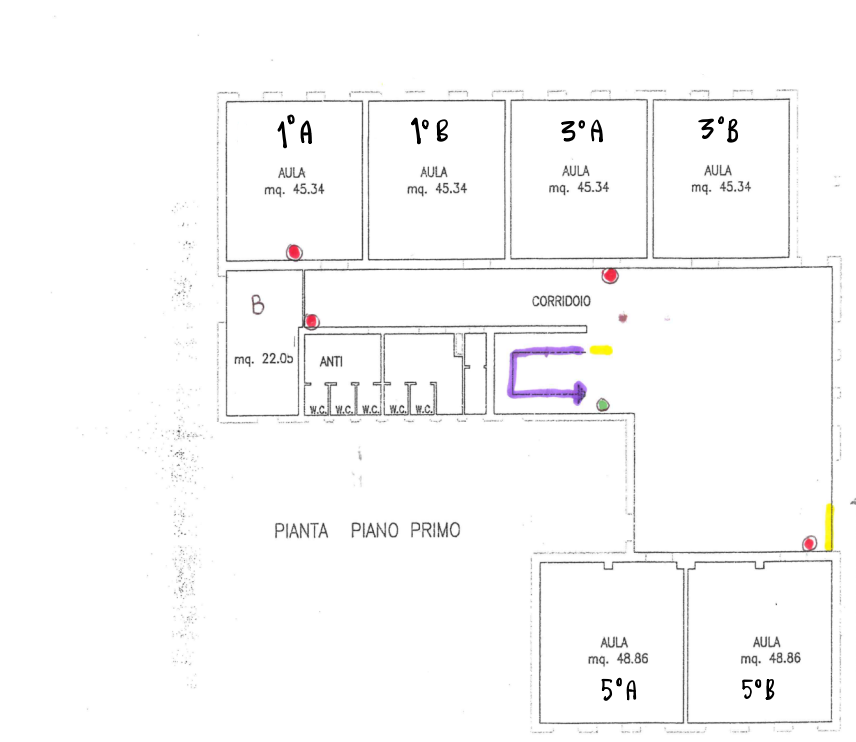 1°A
AULA
mq. 45.34
1°B
AULA
mq. 45.34
3°A
AULA
mq. 45.34
3°B
AULA
mq. 45.34
B
mq. 22.05
CORRIDOIO
ANTI
W.C.
W.C.
W.C.
W.C.
W.C.
PIANTA PIANO PRIMO
AULA
mq. 48.86
5°A
AULA
mq. 48.86
5°B